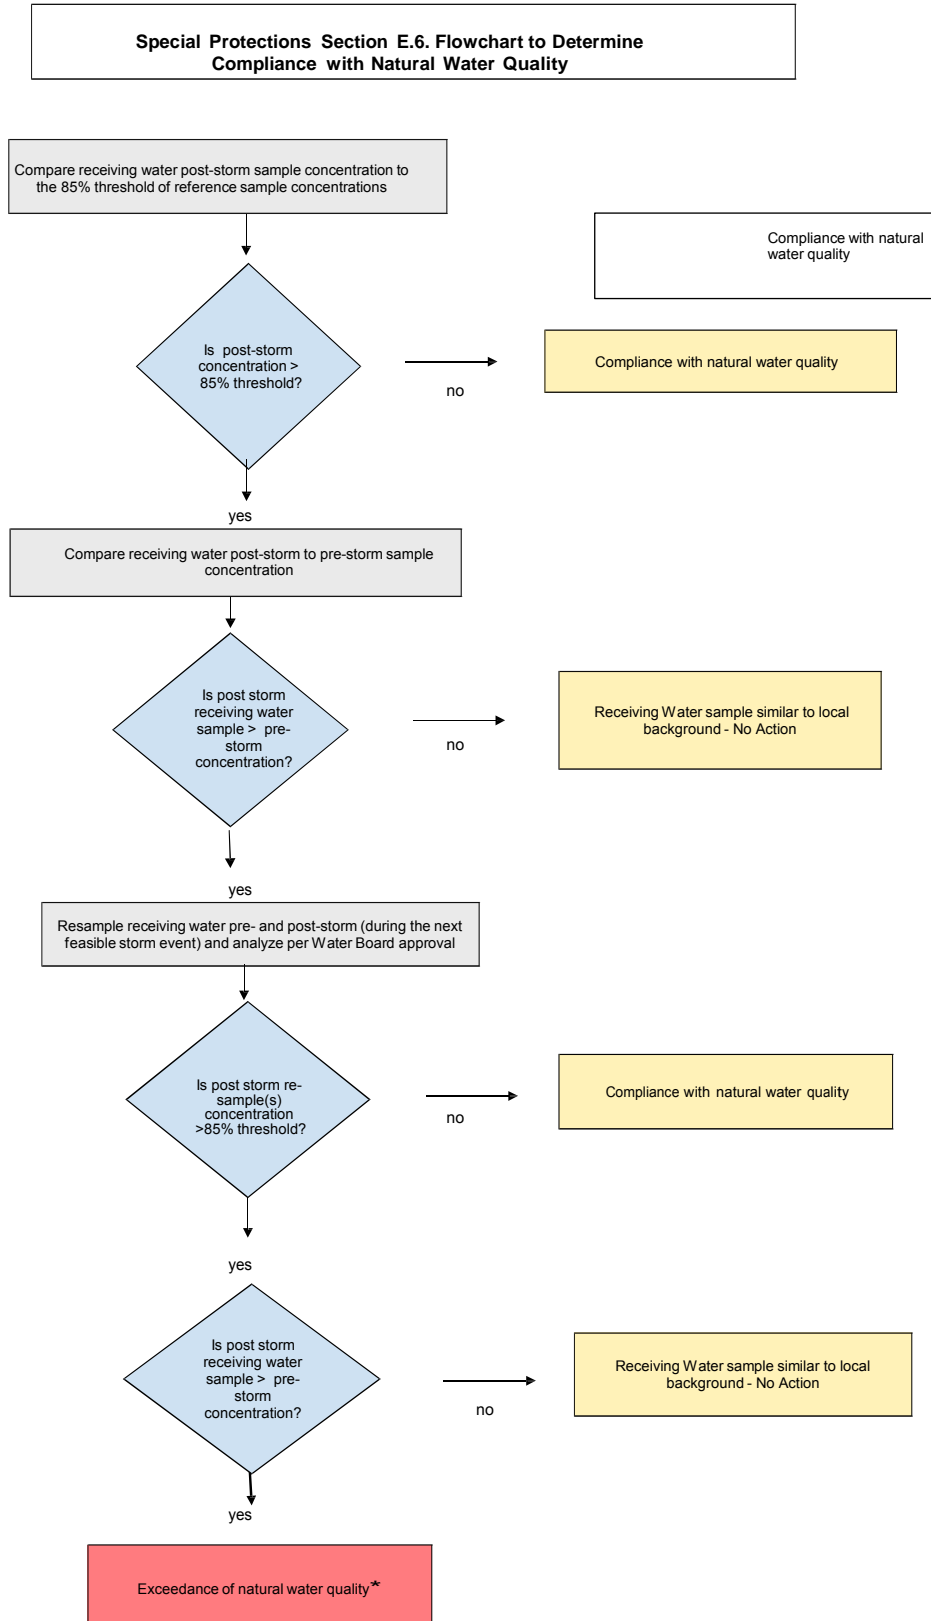 Special Protections Section E.6. Flowchart to Determine
Compliance with Natural Water Quality
Compare receiving water post-storm sample concentration to
the 85% threshold of reference sample concentrations
Compliance with natural
water quality
Is post-storm
concentration >
85% threshold?
no
Compliance with natural water quality
yes
Compare receiving water post-storm to pre-storm sample
concentration
Is post storm
receiving water
sample > pre-
storm
concentration?
no
Receiving Water sample similar to local
background - No Action
yes
Resample receiving water pre- and post-storm (during the next
feasible storm event) and analyze per Water Board approval
Is post storm re-
sample(s)
concentration
>85% threshold?
no
Compliance with natural water quality
yes
Is post storm
receiving water
sample > pre-
storm
concentration?
no
Receiving Water sample similar to local
background - No Action
yes
Exceedance of natural water quality*